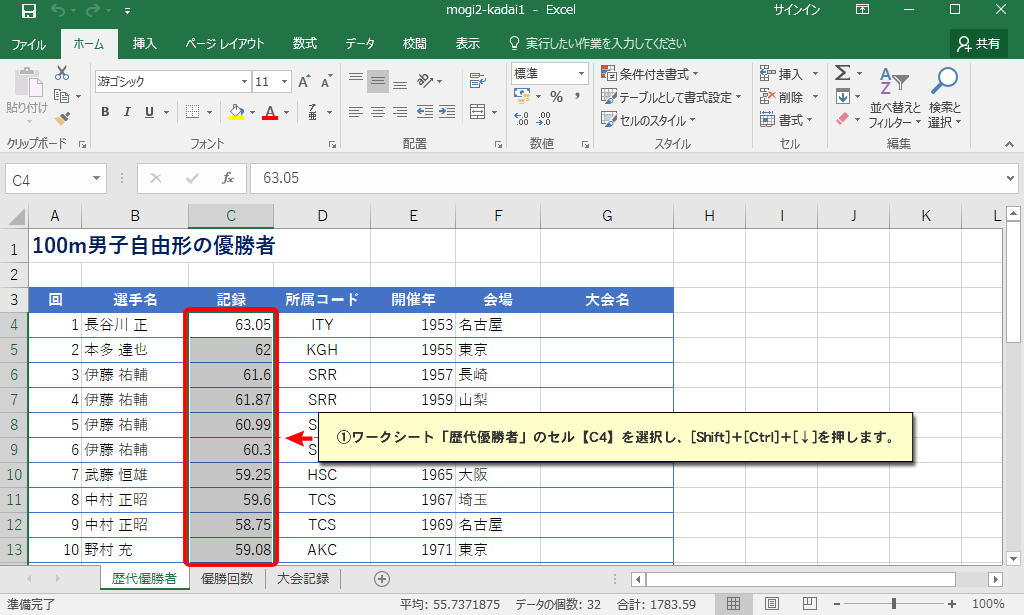 mogi2-kadai1 - Excel サインイン
ファイル ホーム 挿入 ページ レイアウト 数式 データ 校閲 表示 実行したい作業を入力してください 共有
貼り付け
游ゴシック 11 A A
B I U
標準
% ,
条件付き書式
テーブルとして書式設定
セルのスタイル
挿入
削除
書式
並べ替えと
フィルター
検索と
選択
クリップボード フォント 配置 数値 スタイル セル 編集
C4 fx 63.05
A B C D E F G H I J K L
1 100m男子自由形の優勝者
2
3 回 選手名 記録 所属コード 開催年 会場 大会名
4 1 長谷川 正 63.05 ITY 1953 名古屋
5 2 本多 達也 62 KGH 1955 東京
6 3 伊藤 祐輔 61.6 SRR 1957 長崎
7 4 伊藤 祐輔 61.87 SRR 1959 山梨
8 5 伊藤 祐輔 60.99 S
①ワークシート「歴代優勝者」のセル【C4】を選択し、[Shift]+[Ctrl]+[↓]を押します。
9 6 伊藤 祐輔 60.3 S
10 7 武藤 恒雄 59.25 HSC 1965 大阪
11 8 中村 正昭 59.6 TCS 1967 埼玉
12 9 中村 正昭 58.75 TCS 1969 名古屋
13 10 野村 充 59.08 AKC 1971 東京
歴代優勝者 優勝回数 大会記録
準備完了 平均: 55.7371875 データの個数: 32 合計: 1783.59 100%